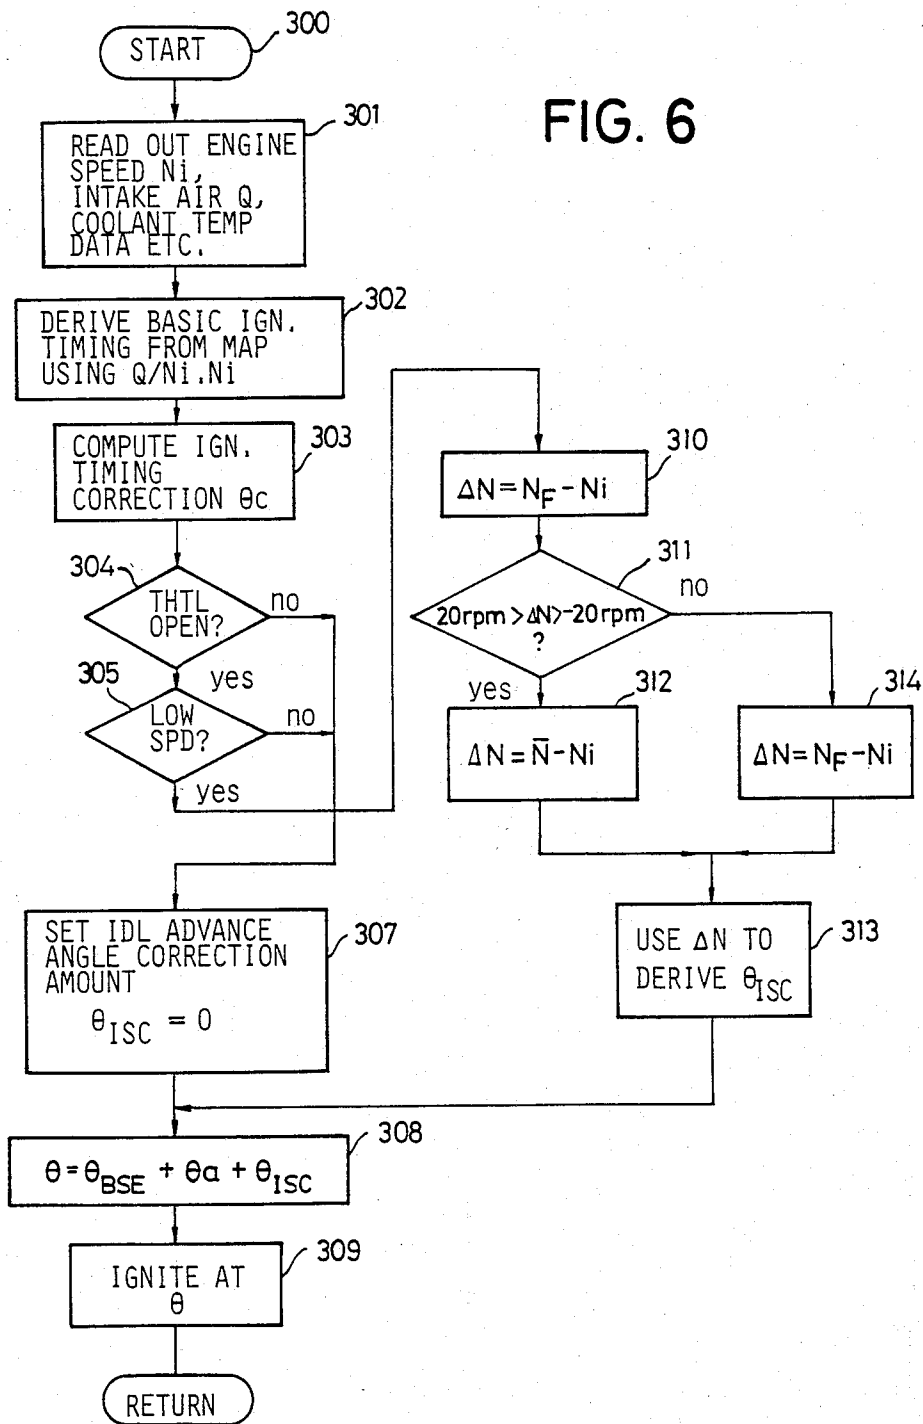 FIG. 6
START
300
READ OUT ENGINE
SPEED Ni,
INTAKE AIR Q,
COOLANT TEMP
DATA ETC.
301
DERIVE BASIC IGN.
TIMING FROM MAP
USING Q/Ni.Ni
302
COMPUTE IGN.
TIMING
CORRECTION θc
303
304
THTL
OPEN?
no
yes
305
LOW
SPD?
no
yes
310
ΔN = NF - Ni
311
20rpm > ΔN > -20rpm
?
no
yes
312
ΔN = N̄ - Ni
314
ΔN = NF - Ni
USE ΔN TO
DERIVE θISC
313
SET IDL ADVANCE
ANGLE CORRECTION
AMOUNT
θISC = 0
307
θ = θBSE + θa + θISC
308
IGNITE AT
θ
309
RETURN